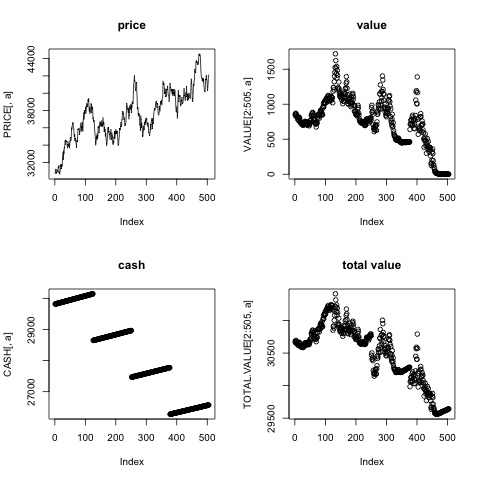 price
PRICE[, a]
32000 36000 40000 44000
0 100 200 300 400 500
Index
value
VALUE[2:505, a]
0 500 1000 1500
0 100 200 300 400 500
Index
cash
CASH[, a]
27000 29000
0 100 200 300 400 500
Index
total value
TOTAL.VALUE[2:505, a]
29500 30500
0 100 200 300 400 500
Index